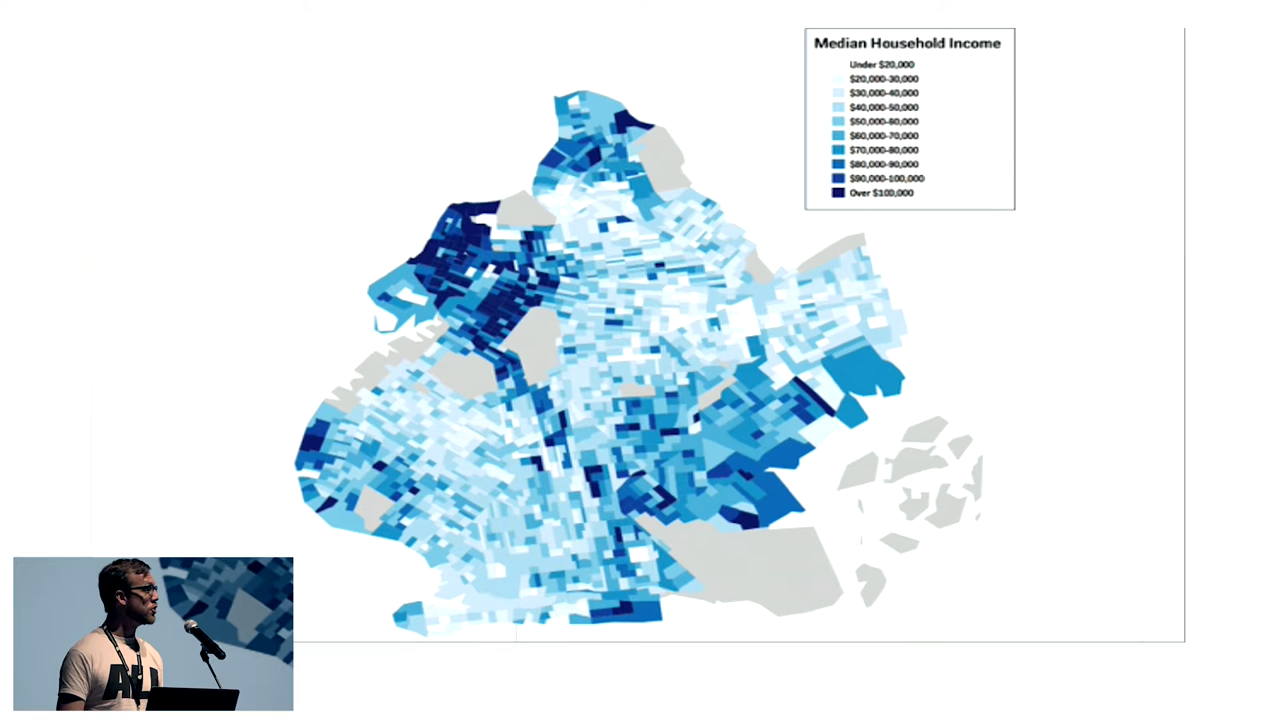 Median Household Income
Under $20,000
$20,000-30,000
$30,000-40,000
$40,000-50,000
$50,000-60,000
$60,000-70,000
$70,000-80,000
$80,000-90,000
$90,000-100,000
Over $100,000